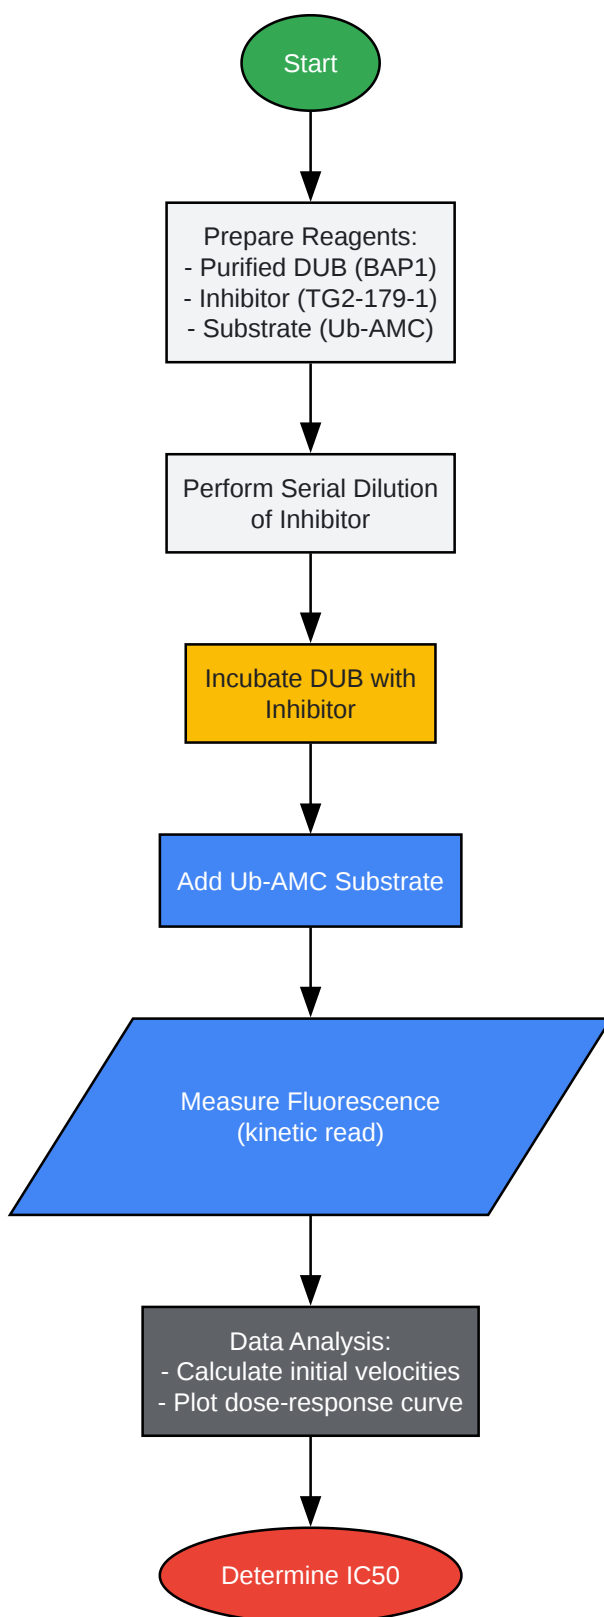 Start
Prepare Reagents:
- Purified DUB (BAP1)
- Inhibitor (TG2-179-1)
- Substrate (Ub-AMC)
Perform Serial Dilution
of Inhibitor
Incubate DUB with
Inhibitor
Add Ub-AMC Substrate
Measure Fluorescence
(kinetic read)
Data Analysis:
- Calculate initial velocities
- Plot dose-response curve
Determine IC50